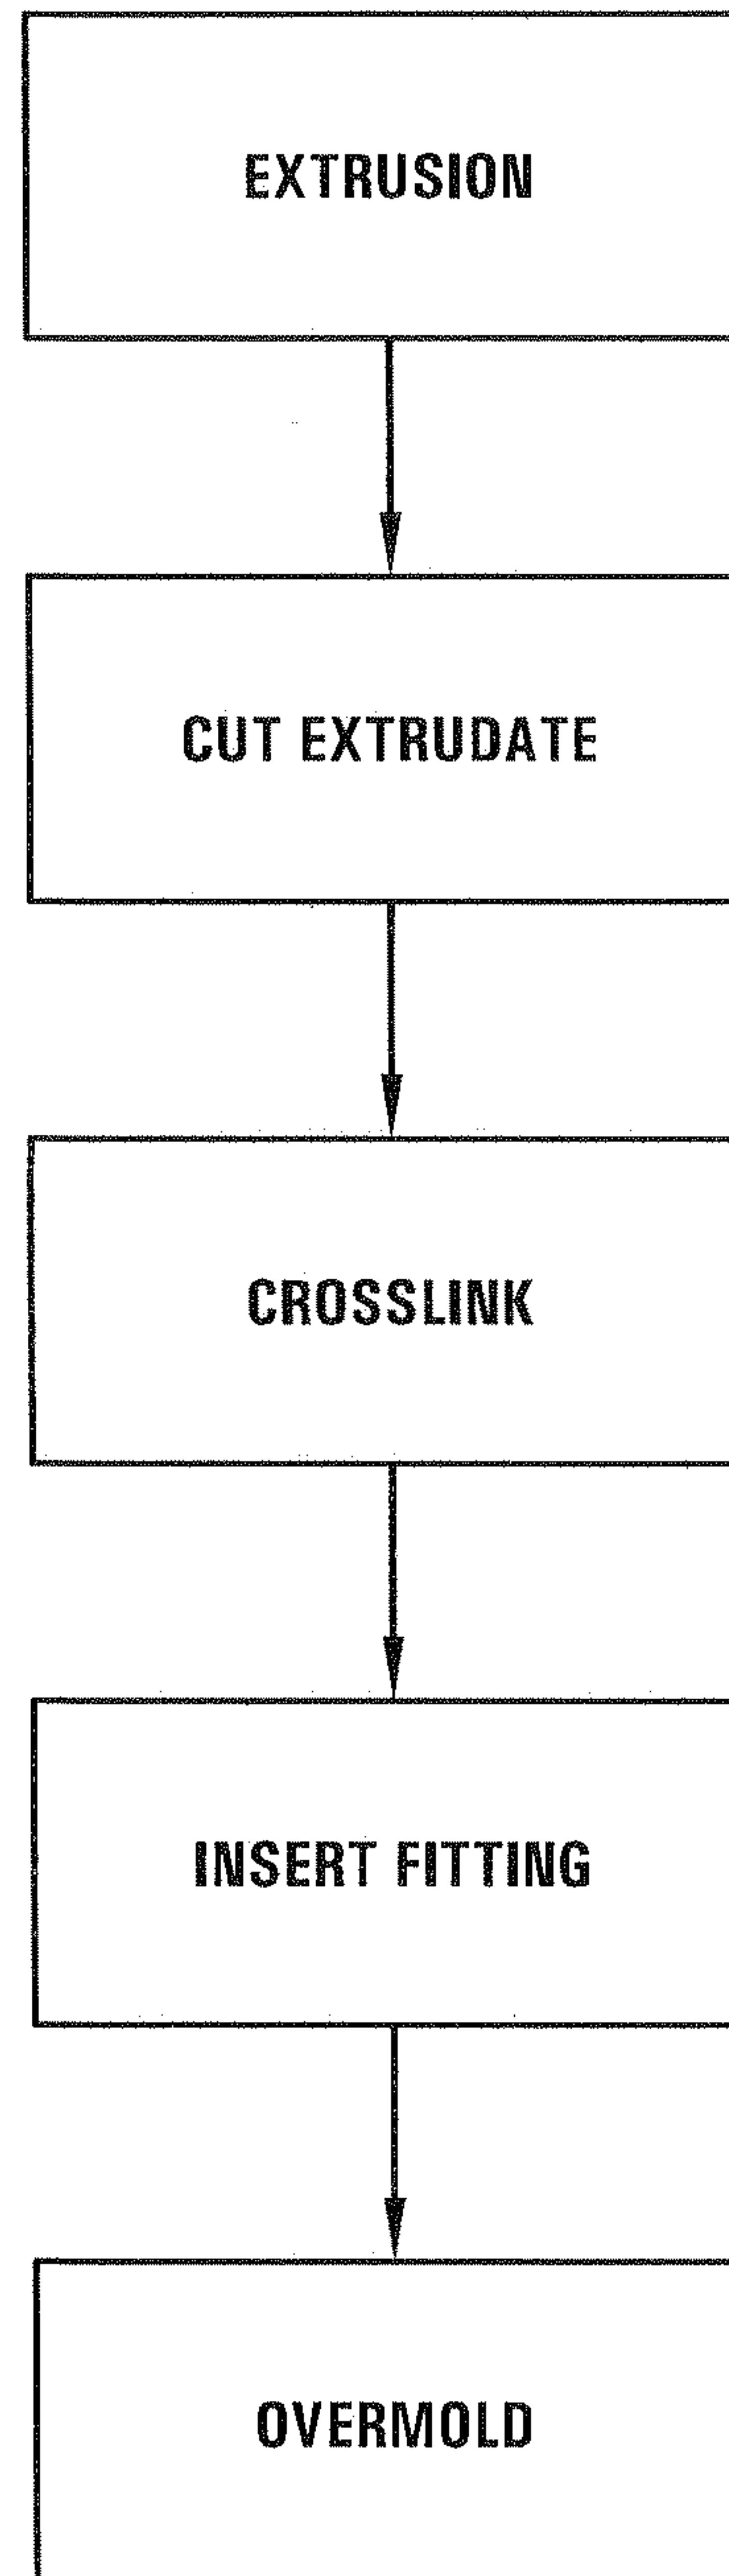 EXTRUSION
CUT EXTRUDATE
CROSSLINK
INSERT FITTING
OVERMOLD